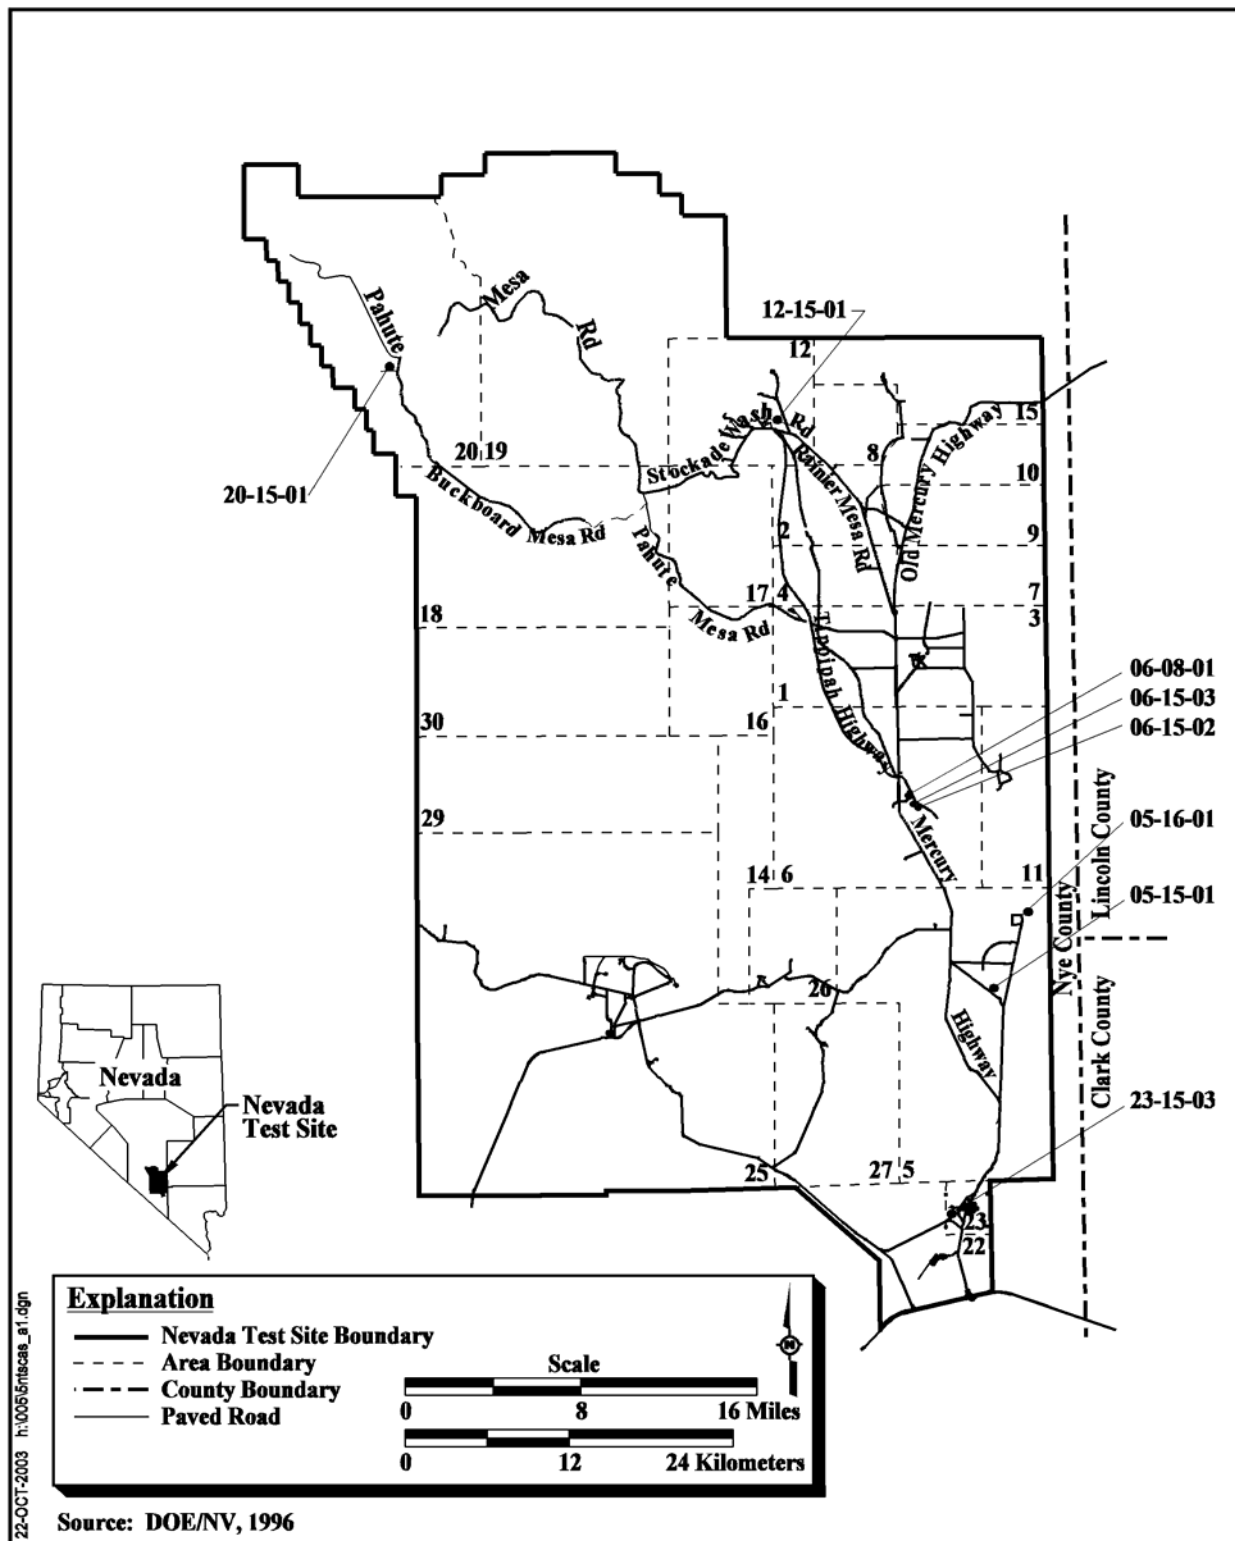 Mesa
Rd
Pahute
12-15-01
12
15
Stockade Wash Rd
Rainier Mesa Rd
Old Mercury Highway
20 19
8
10
20-15-01
Buckboard Mesa Rd
Pahute
Mesa Rd
2
9
17 4
7
18
3
Tippipah Highway
06-08-01
06-15-03
06-15-02
1
30
16
29
Mercury
Highway
14 6
11
05-16-01
05-15-01
Nye County
Lincoln County
Clark County
26
Nevada
Nevada
Test Site
23-15-03
25
27 5
23
22
Explanation
Nevada Test Site Boundary
Area Boundary
County Boundary
Paved Road
N
Scale
0 8 16 Miles
0 12 24 Kilometers
Source: DOE/NV, 1996
22-OCT-2003 h:\005\5ntscas_a1.dgn